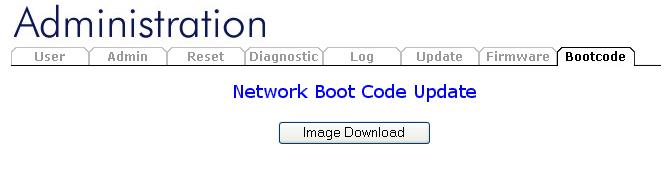 Administration
User Admin Reset Diagnostic Log Update Firmware Bootcode
Network Boot Code Update
Image Download